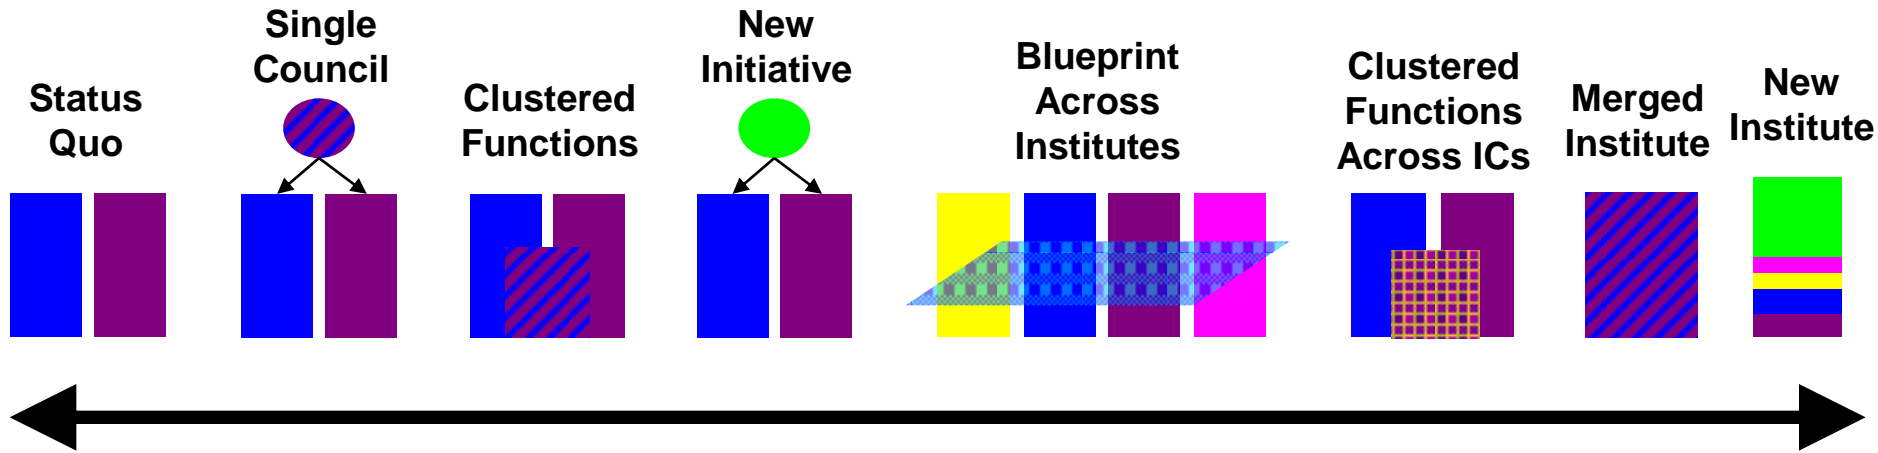 Status
Quo
Single
Council
Clustered
Functions
New
Initiative
Blueprint
Across
Institutes
Clustered
Functions
Across ICs
Merged
Institute
New
Institute